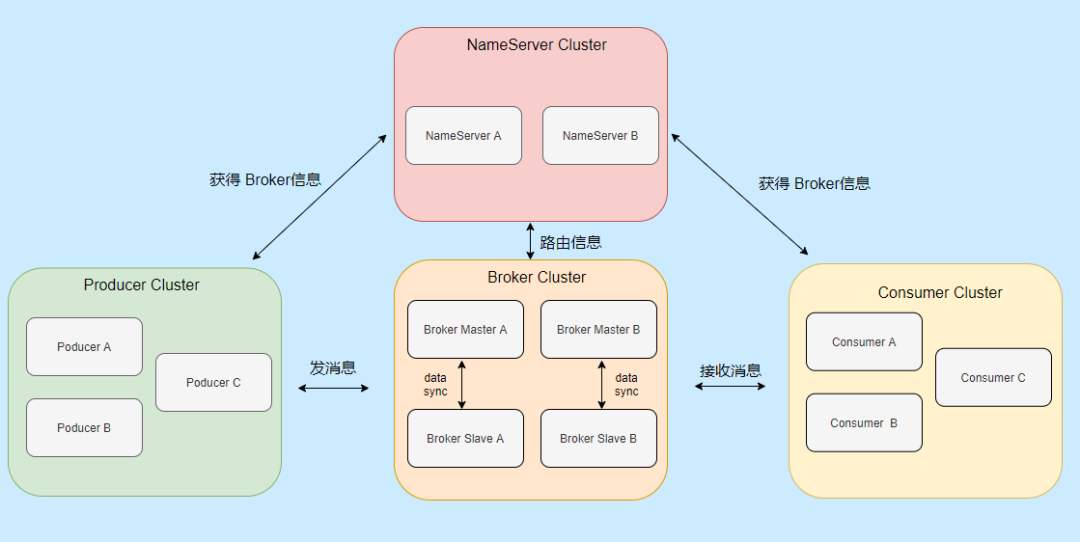 NameServer Cluster
NameServer A
NameServer B
获得 Broker信息
获得 Broker信息
路由信息
Producer Cluster
Poducer A
Poducer C
Poducer B
发消息
Broker Cluster
Broker Master A
Broker Master B
data
sync
data
sync
Broker Slave A
Broker Slave B
接收消息
Consumer Cluster
Consumer A
Consumer C
Consumer B